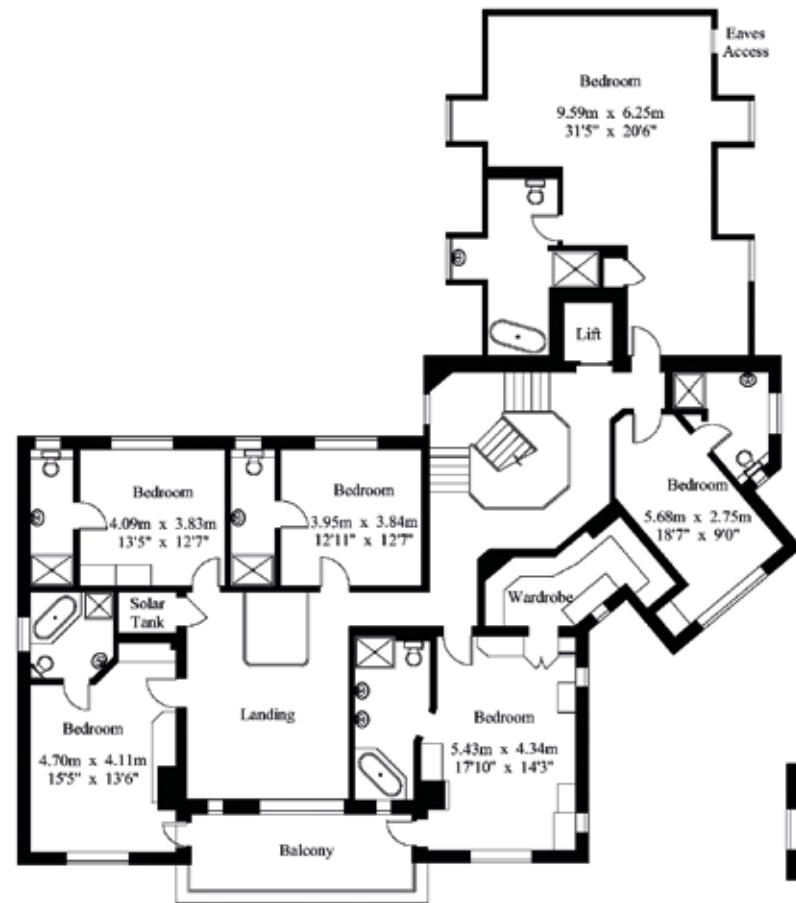 Eaves
Access
Bedroom
9.59m x 6.25m
31'5" x 20'6"
Lift
Bedroom
4.09m x 3.83m
13'5" x 12'7"
Bedroom
3.95m x 3.84m
12'11" x 12'7"
Bedroom
5.68m x 2.75m
18'7" x 9'0"
Solar
Tank
Wardrobe
Landing
Bedroom
4.70m x 4.11m
15'5" x 13'6"
Bedroom
5.43m x 4.34m
17'10" x 14'3"
Balcony